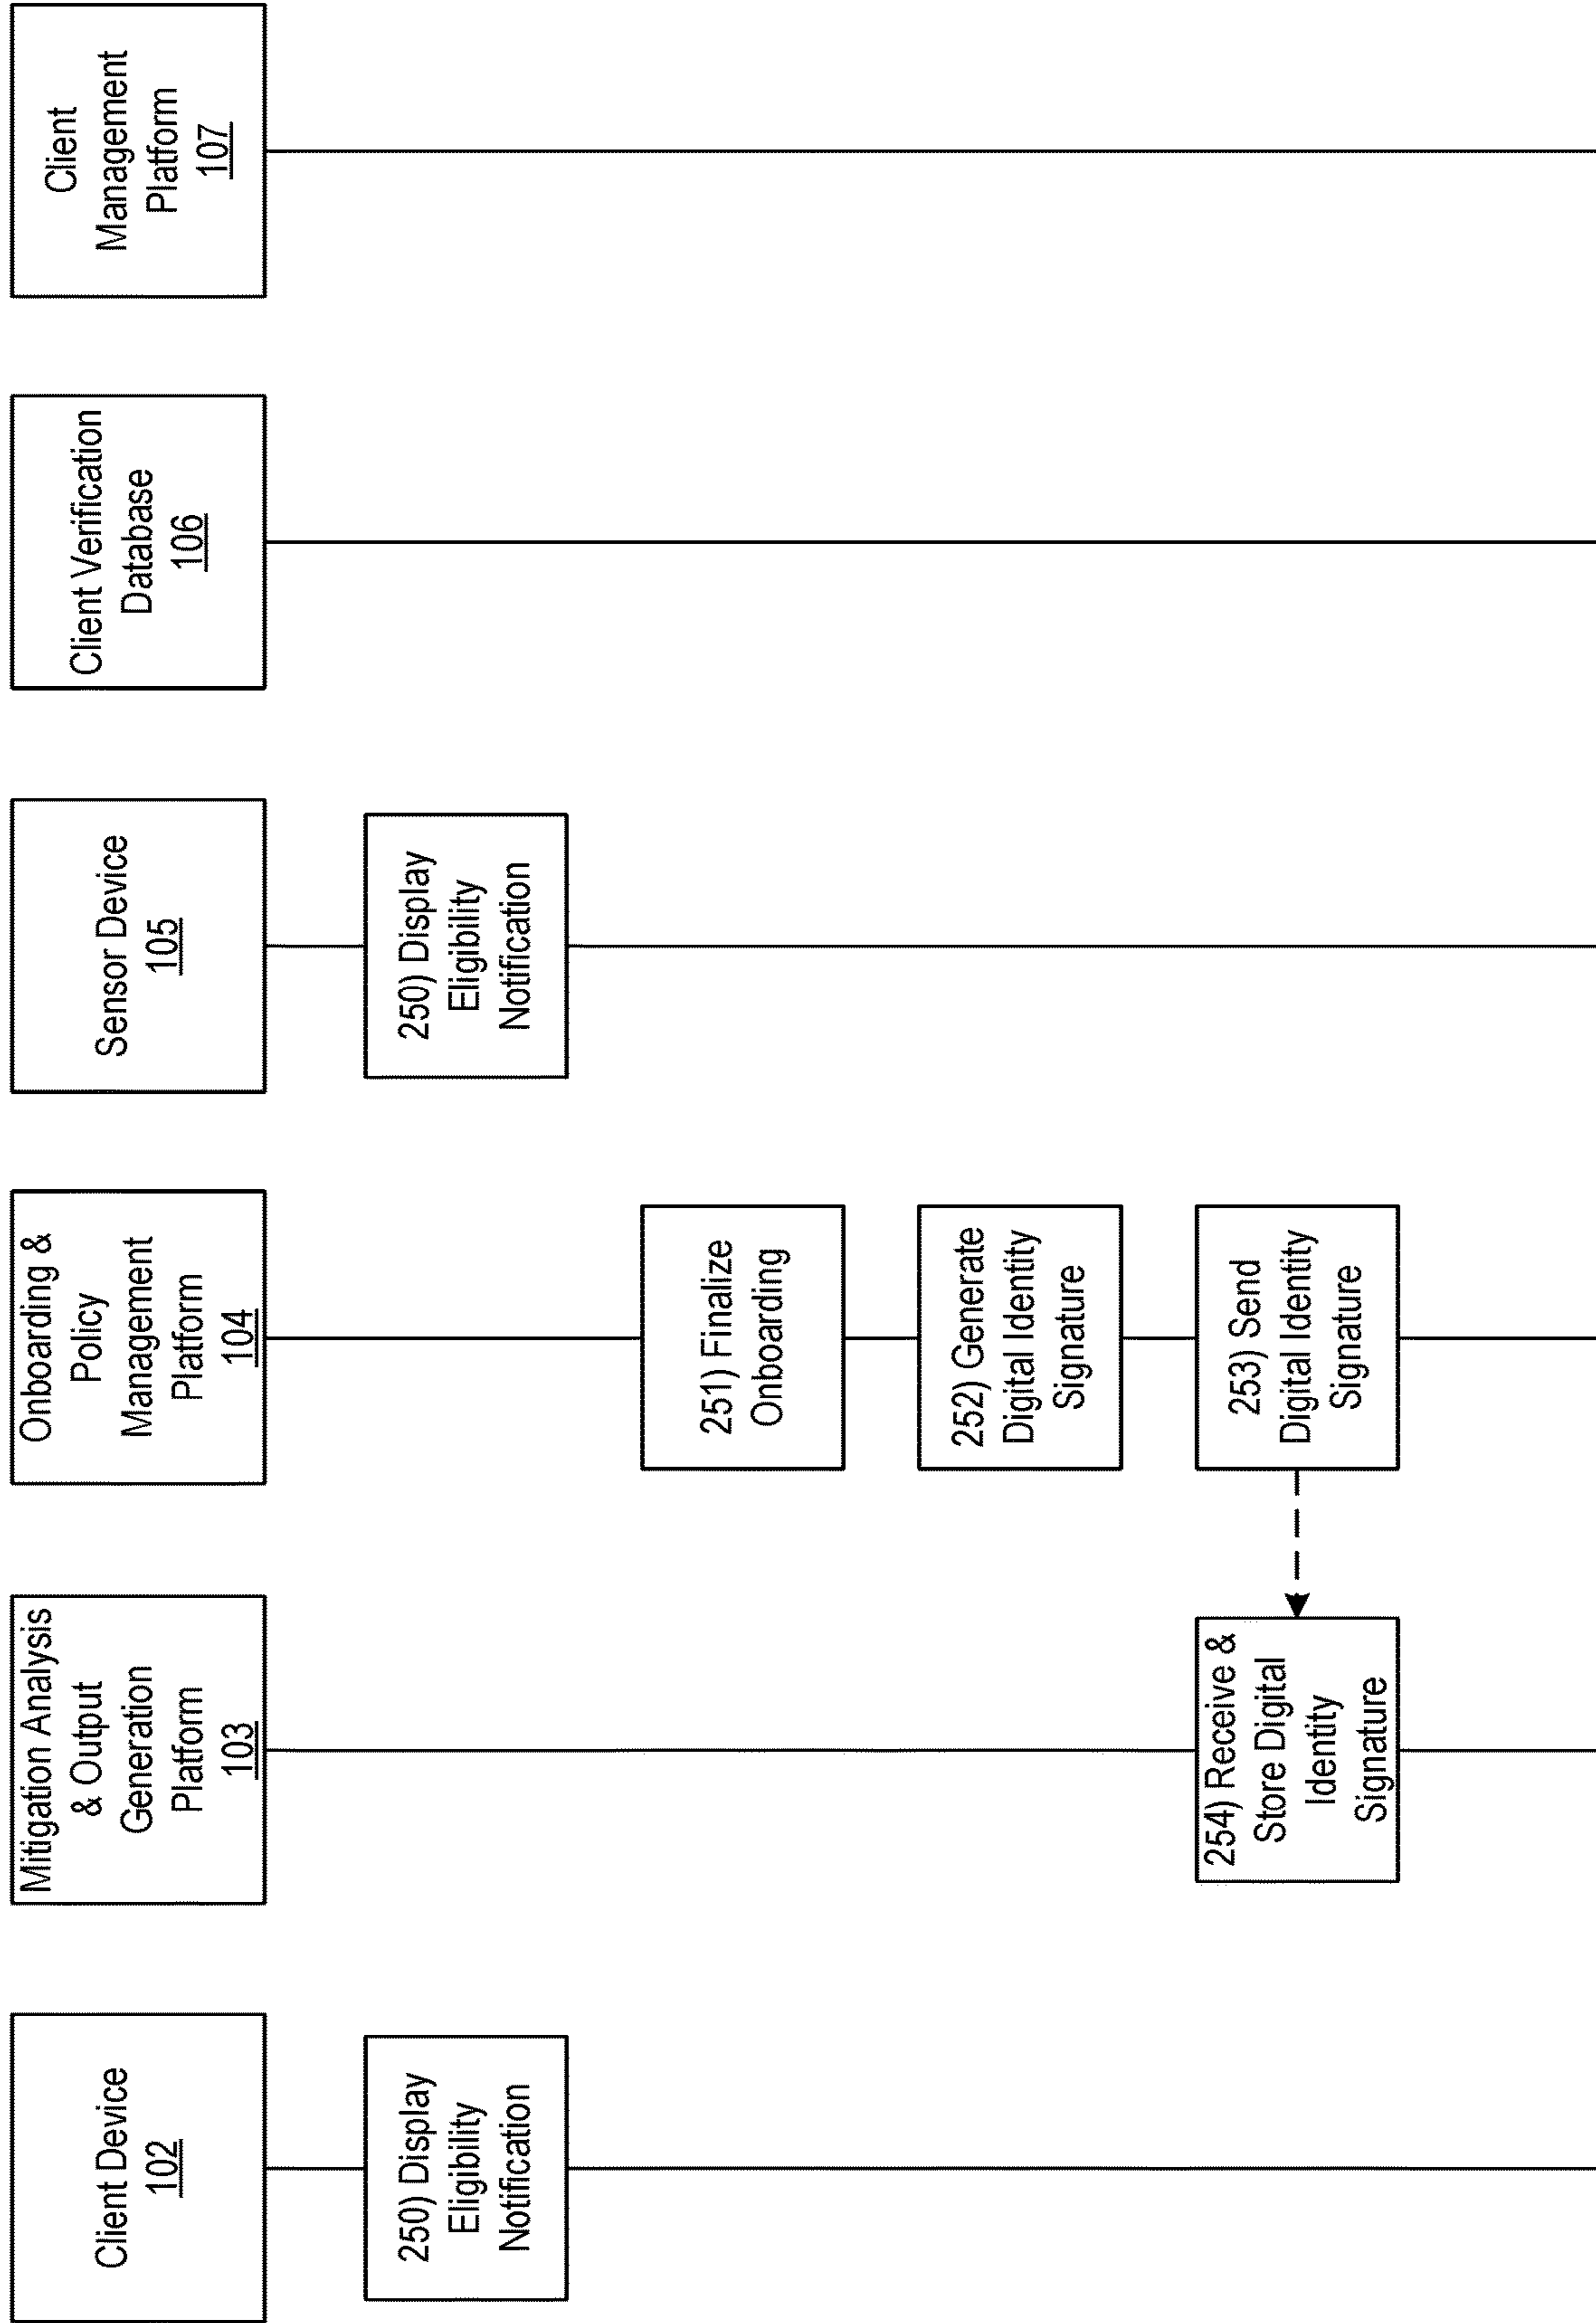 Client Device
102
Mitigation Analysis
& Output
Generation
Platform
103
Onboarding &
Policy
Management
Platform
104
Sensor Device
105
Client Verification
Database
106
Client
Management
Platform
107
250) Display
Eligibility
Notification
250) Display
Eligibility
Notification
251) Finalize
Onboarding
252) Generate
Digital Identity
Signature
254) Receive &
Store Digital
Identity
Signature
253) Send
Digital Identity
Signature